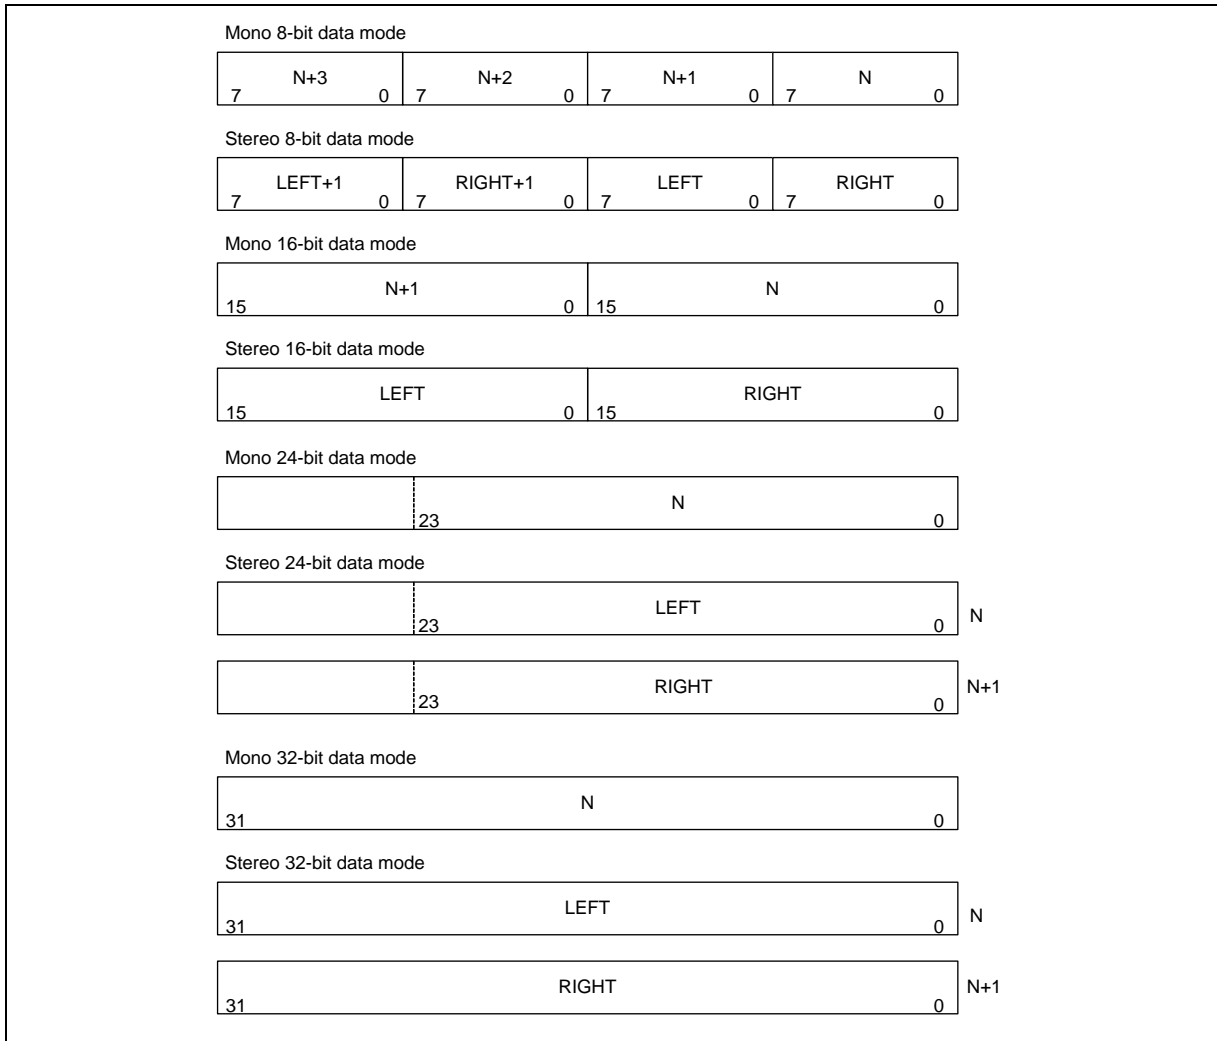 Mono 8-bit data mode
N+3 N+2 N+1 N
7 0 7 0 7 0 7 0
Stereo 8-bit data mode
LEFT+1 RIGHT+1 LEFT RIGHT
7 0 7 0 7 0 7 0
Mono 16-bit data mode
N+1 N
15 0 15 0
Stereo 16-bit data mode
LEFT RIGHT
15 0 15 0
Mono 24-bit data mode
N
23 0
Stereo 24-bit data mode
LEFT N
23 0
RIGHT N+1
23 0
Mono 32-bit data mode
N
31 0
Stereo 32-bit data mode
LEFT N
31 0
RIGHT N+1
31 0